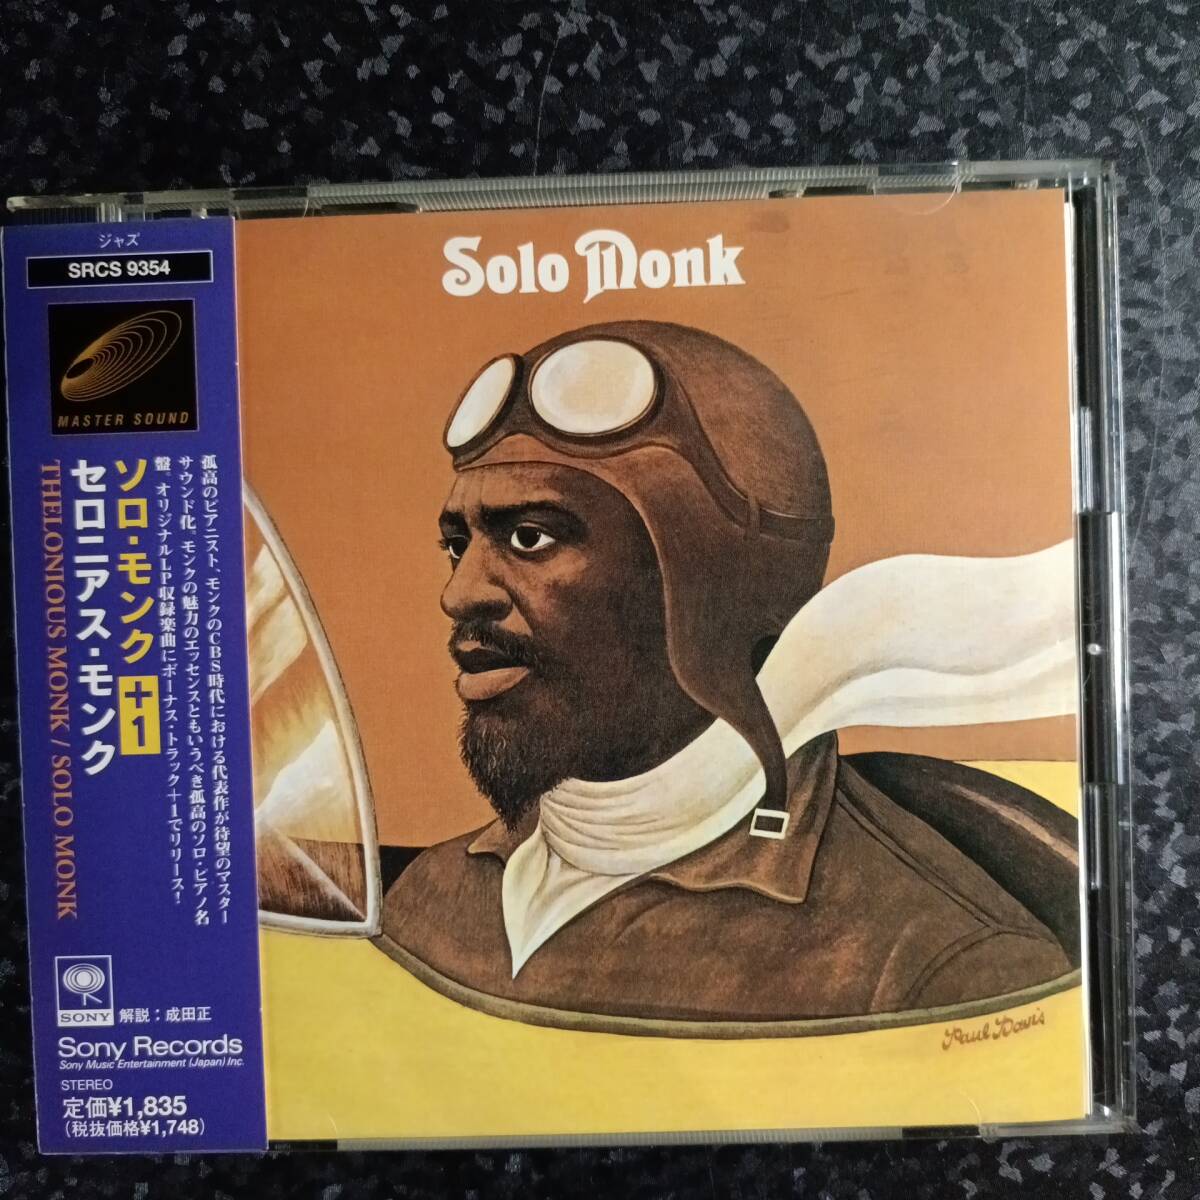 ジャズ
SRCS 9354
MASTER SOUND
孤高のピアニスト、モンクのCBS時代における代表作が待望のマスター
サウンド化。モンクの魅力のエッセンスともいうべき孤高のソロ・ピアノ名
盤。オリジナルLP収録楽曲にボーナス・トラック+1でリリース!
ソロ・モンク+1
セロニアス・モンク
THELONIOUS MONK / SOLO MONK
SONY
解説:成田正
Sony Records
Sony Music Entertainment (Japan) Inc.
STEREO
定価¥1,835
(税抜価格¥1,748)
Solo Monk
Paul Davis